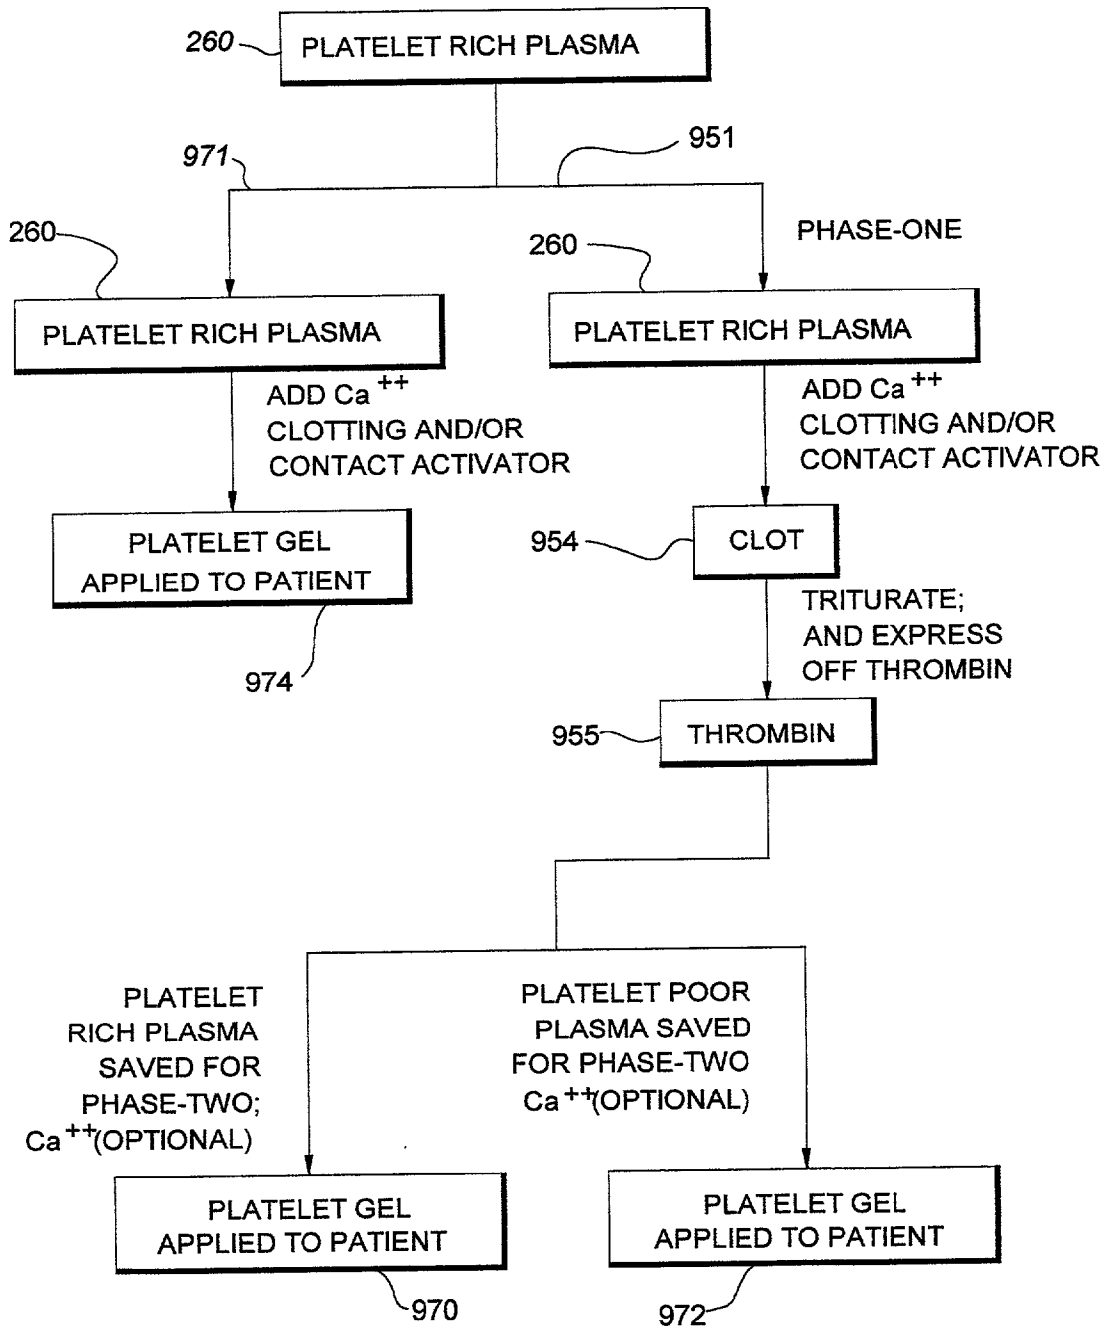 260
PLATELET RICH PLASMA
971
951
260
260
PHASE-ONE
PLATELET RICH PLASMA
PLATELET RICH PLASMA
ADD Ca++
CLOTTING AND/OR
CONTACT ACTIVATOR
ADD Ca++
CLOTTING AND/OR
CONTACT ACTIVATOR
PLATELET GEL
APPLIED TO PATIENT
974
954
CLOT
TRITURATE;
AND EXPRESS
OFF THROMBIN
955
THROMBIN
PLATELET
RICH PLASMA
SAVED FOR
PHASE-TWO;
Ca++(OPTIONAL)
PLATELET POOR
PLASMA SAVED
FOR PHASE-TWO
Ca++(OPTIONAL)
PLATELET GEL
APPLIED TO PATIENT
970
PLATELET GEL
APPLIED TO PATIENT
972